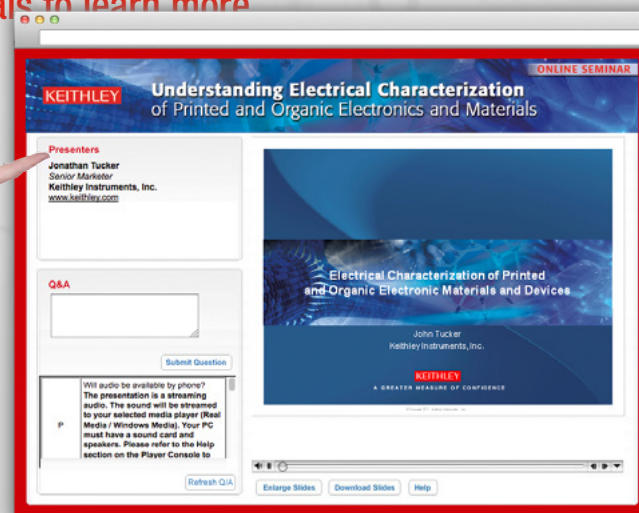 als to learn more
ONLINE SEMINAR
KEITHLEY
Understanding Electrical Characterization
of Printed and Organic Electronics and Materials
Presenters
Jonathan Tucker
Senior Marketer
Keithley Instruments, Inc.
www.keithley.com
Q&A
Submit Question
P
Will audio be available by phone?
The presentation is a streaming
audio. The sound will be streamed
to your selected media player (Real
Media / Windows Media). Your PC
must have a sound card and
speakers. Please refer to the Help
section on the Player Console to
Refresh Q/A
Electrical Characterization of Printed
and Organic Electronic Materials and Devices
John Tucker
Keithley Instruments, Inc.
KEITHLEY
A GREATER MEASURE OF CONFIDENCE
Enlarge Slides
Download Slides
Help